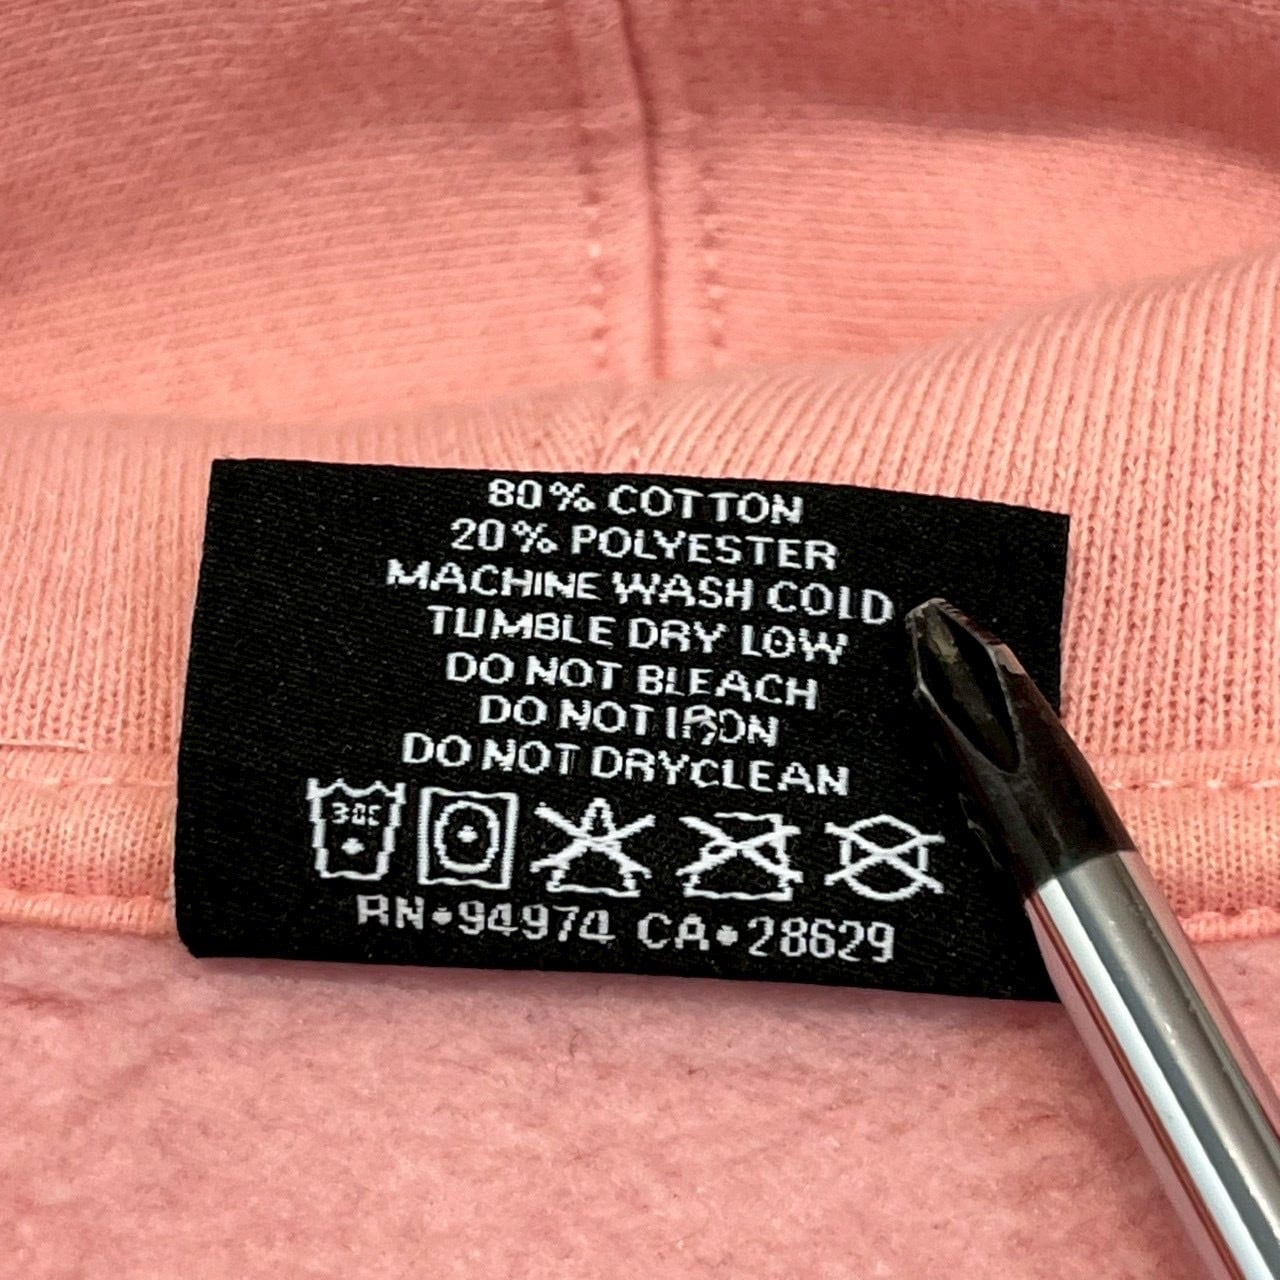 80% COTTON
20% POLYESTER
MACHINE WASH COLD
TUMBLE DRY LOW
DO NOT BLEACH
DO NOT IRON
DO NOT DRYCLEAN
30C
RN•94974 CA•28629